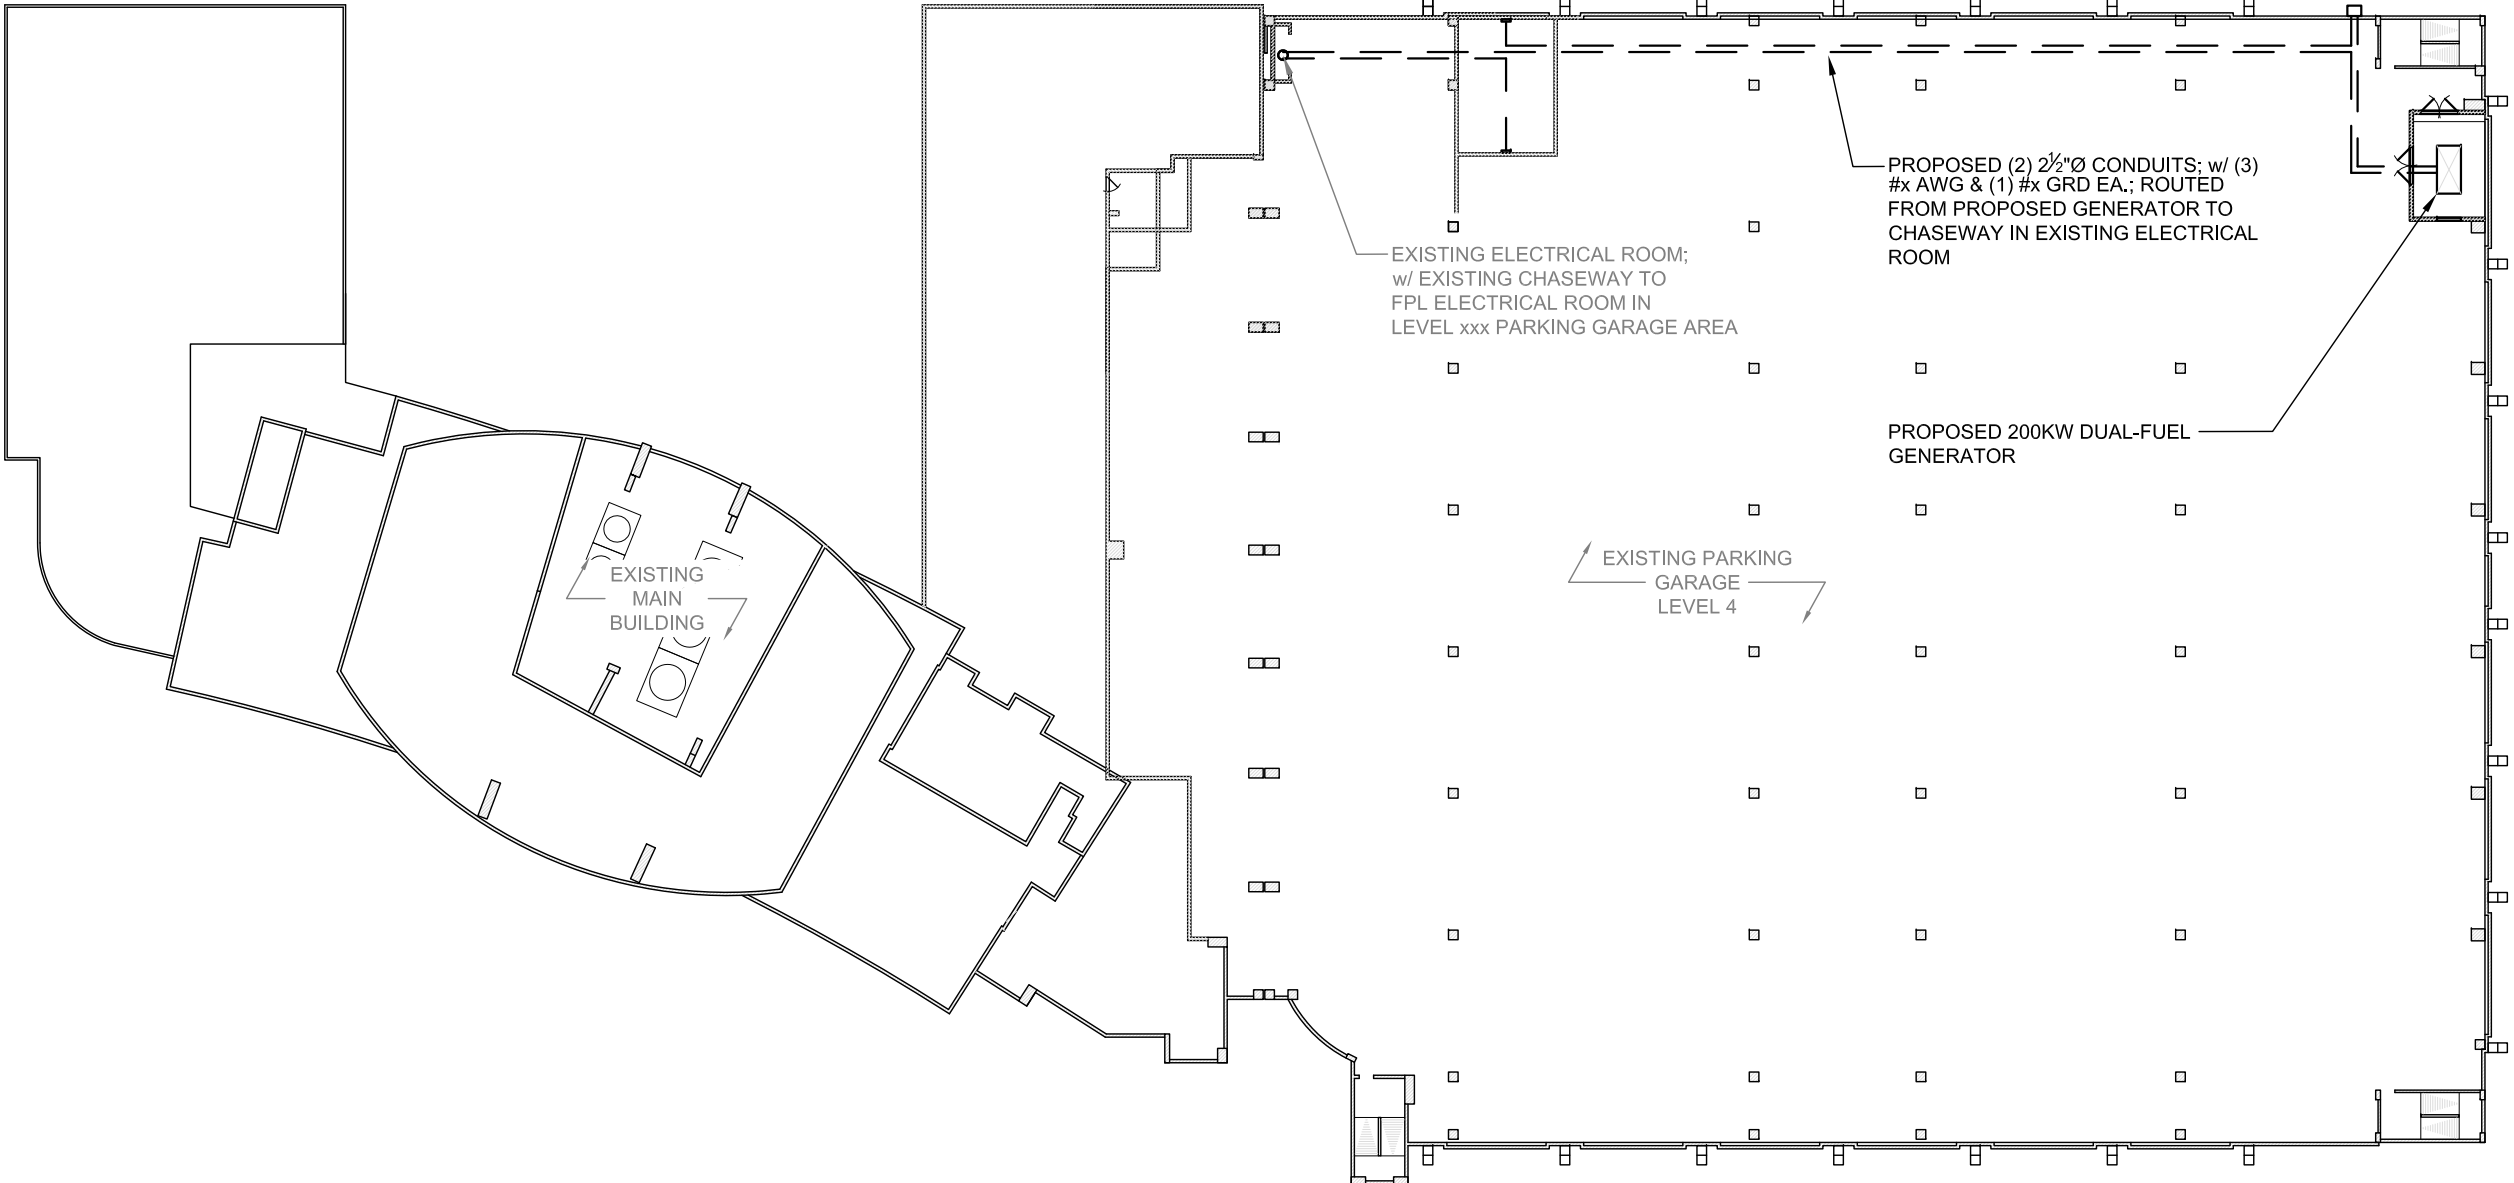 PROPOSED (2) 2½"Ø CONDUITS; w/ (3)
#x AWG & (1) #x GRD EA.; ROUTED
FROM PROPOSED GENERATOR TO
CHASEWAY IN EXISTING ELECTRICAL
ROOM
EXISTING ELECTRICAL ROOM;
w/ EXISTING CHASEWAY TO
FPL ELECTRICAL ROOM IN
LEVEL xxx PARKING GARAGE AREA
PROPOSED 200KW DUAL-FUEL
GENERATOR
EXISTING PARKING
GARAGE
LEVEL 4
EXISTING
MAIN
BUILDING